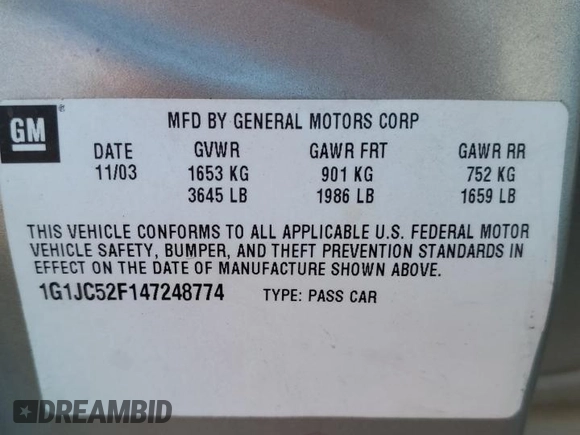 GM ®
MFD BY GENERAL MOTORS CORP
DATE GVWR GAWR FRT GAWR RR
11/03 1653 KG 901 KG 752 KG
3645 LB 1986 LB 1659 LB
THIS VEHICLE CONFORMS TO ALL APPLICABLE U.S. FEDERAL MOTOR
VEHICLE SAFETY, BUMPER, AND THEFT PREVENTION STANDARDS IN
EFFECT ON THE DATE OF MANUFACTURE SHOWN ABOVE.
1G1JC52F147248774 TYPE: PASS CAR
DREAMBID